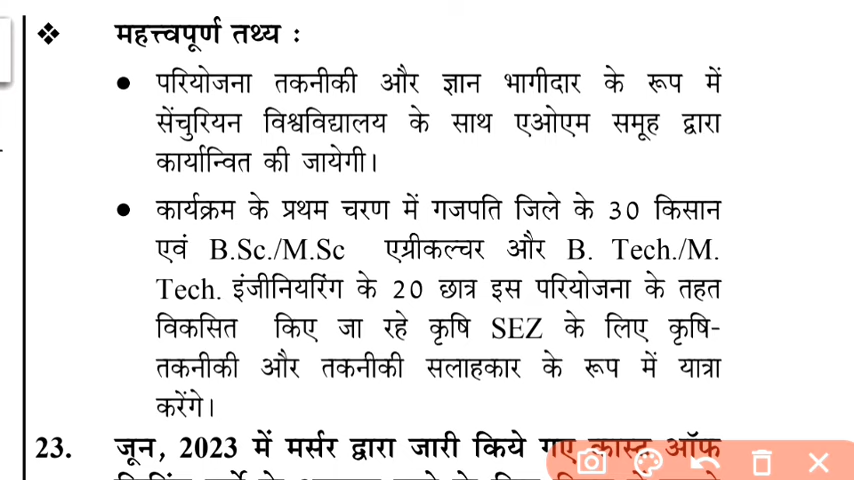 ❖ महत्त्वपूर्ण तथ्य :
● परियोजना तकनीकी और ज्ञान भागीदार के रूप में
सेंचुरियन विश्वविद्यालय के साथ एओएम समूह द्वारा
कार्यान्वित की जायेगी।
● कार्यक्रम के प्रथम चरण में गजपति जिले के 30 किसान
एवं B.Sc./M.Sc एग्रीकल्चर और B. Tech./M.
Tech. इंजीनियरिंग के 20 छात्र इस परियोजना के तहत
विकसित किए जा रहे कृषि SEZ के लिए कृषि-
तकनीकी और तकनीकी सलाहकार के रूप में यात्रा
करेंगे।
23. जून, 2023 में मर्सर द्वारा जारी किये गए कास्ट ऑफ